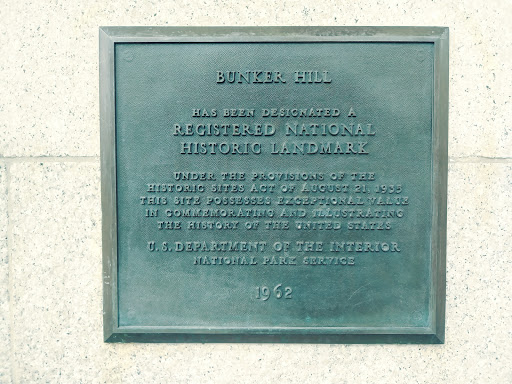 BUNKER HILL
HAS BEEN DESIGNATED A
REGISTERED NATIONAL
HISTORIC LANDMARK
UNDER THE PROVISIONS OF THE
HISTORIC SITES ACT OF AUGUST 21, 1935
THIS SITE POSSESSES EXCEPTIONAL VALUE
IN COMMEMORATING AND ILLUSTRATING
THE HISTORY OF THE UNITED STATES
U.S. DEPARTMENT OF THE INTERIOR
NATIONAL PARK SERVICE
1962